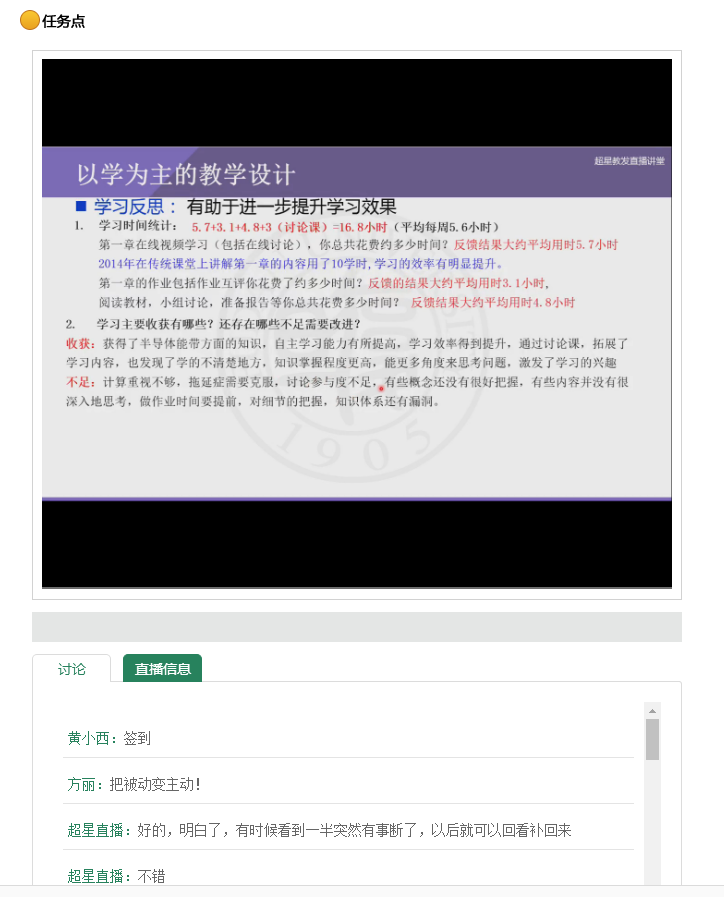 任务点
以学为主的教学设计
超星教发直播讲堂
■ 学习反思： 有助于进一步提升学习效果
1. 学习时间统计： 5.7+3.1+4.8+3（讨论课）=16.8小时（平均每周5.6小时）
第一章在线视频学习（包括在线讨论），你总共花费约多少时间？反馈结果大约平均用时5.7小时
2014年在传统课堂上讲解第一章的内容用了10学时,学习的效率有明显提升。
第一章的作业包括作业互评你花费了约多少时间？反馈的结果大约平均用时3.1小时,
阅读教材，小组讨论，准备报告等你总共花费多少时间？ 反馈结果大约平均用时4.8小时
2. 学习主要收获有哪些？还存在哪些不足需要改进？
收获：获得了半导体能带方面的知识，自主学习能力有所提高，学习效率得到提升，通过讨论课，拓展了
学习内容，也发现了学的不清楚地方，知识掌握程度更高，能更多角度来思考问题，激发了学习的兴趣
不足：计算重视不够，拖延症需要克服，讨论参与度不足，有些概念还没有很好把握，有些内容并没有很
深入地思考，做作业时间要提前，对细节的把握，知识体系还有漏洞。
1905
讨论
直播信息
黄小西：签到
方丽：把被动变主动！
超星直播：好的，明白了，有时候看到一半突然有事断了，以后就可以回看补回来
超星直播：不错